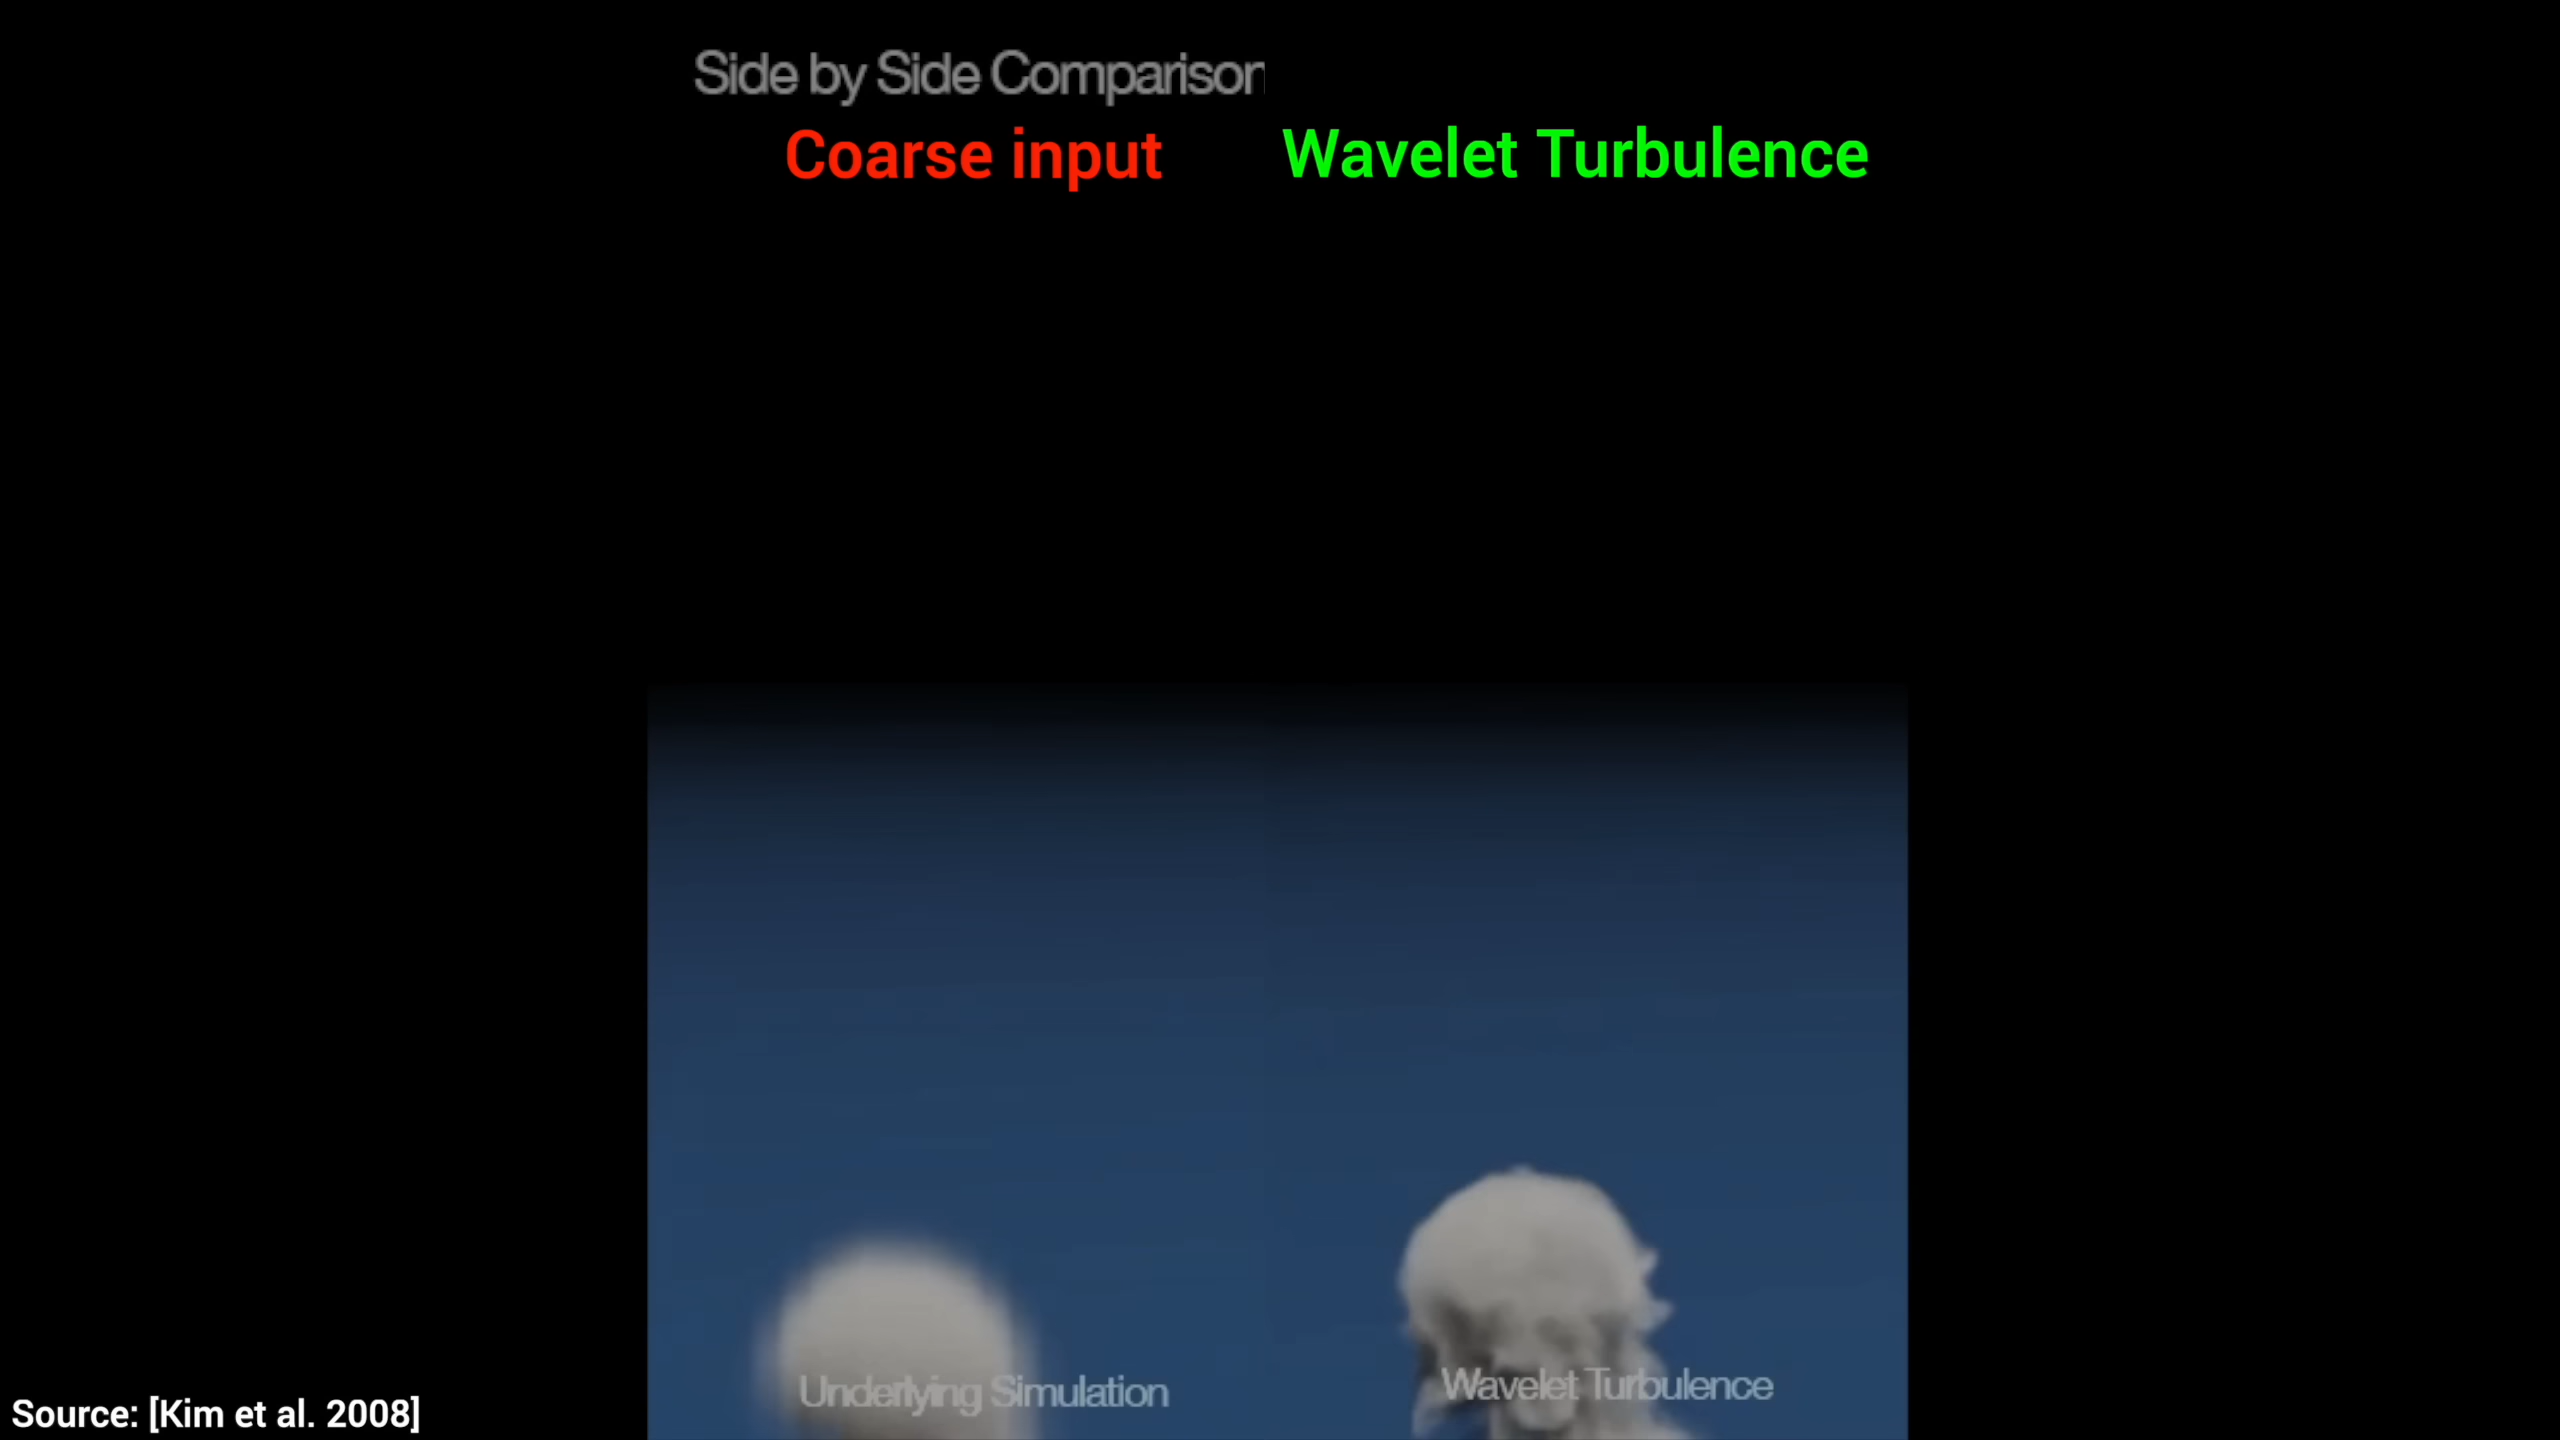 Side by Side Comparison
Coarse input
Wavelet Turbulence
Underlying Simulation
Wavelet Turbulence
Source: [Kim et al. 2008]